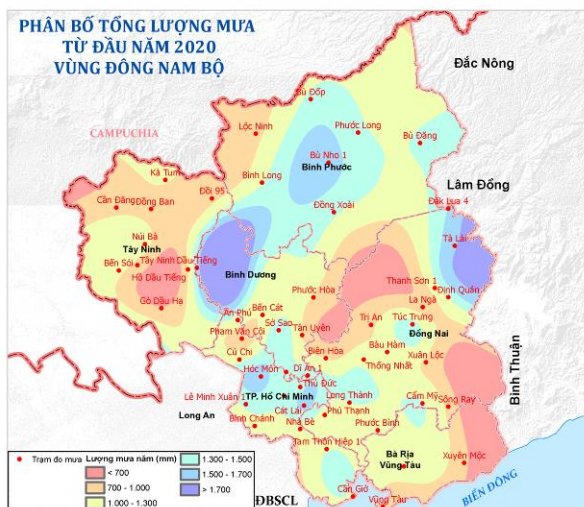 PHÂN BỐ TỔNG LƯỢNG MƯA
TỪ ĐẦU NĂM 2020
VÙNG ĐÔNG NAM BỘ
Đắc Nông
CAMPUCHIA
Bù Đốp
Lộc Ninh
Phước Long
Bù Đăng
Bù Nho 1
Bình Phước
Kà Tum
Bình Long
Lâm Đồng
Đồi 95
Cần Đăng
Đồng Ban
Đồng Xoài
Đăk Lua 4
Núi Bà
Tây Ninh
Tà Lài
Bến Sỏi
Tây Ninh
Dầu Tiếng
Hồ Dầu Tiếng
Bình Dương
Thanh Sơn 1
Định Quán
Gò Dầu Hạ
Phước Hòa
La Ngà
An Phú
Bến Cát
Trị An
Túc Trưng
Sở Sao
Đồng Nai
Phạm Văn Cội
Tân Uyên
Bình Thuận
Củ Chi
Biên Hòa
Bàu Hàm
Xuân Lộc
Thống Nhất
Hóc Môn
Dĩ An 1
Thủ Đức
Lê Minh Xuân 1
TP. Hồ Chí Minh
Long Thành
Cẩm Mỹ
Sông Ray
Long An
Cát Lái
Phú Thạnh
Bình Chánh
Nhà Bè
Phước Bình
Tam Thôn Hiệp 1
Bà Rịa
Vũng Tàu
Xuyên Mộc
Cần Giờ
Vũng Tàu
BIỂN ĐÔNG
ĐBSCL
Trạm đo mưa
Lượng mưa năm (mm)
< 700
700 - 1.000
1.000 - 1.300
1.300 - 1.500
1.500 - 1.700
> 1.700